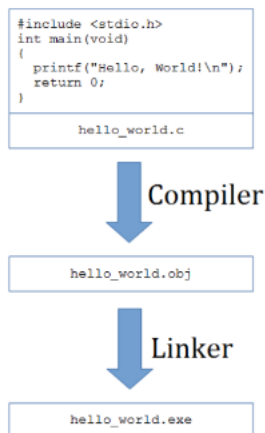 #include <stdio.h>
int main(void)
{
  printf("Hello, World!\n");
  return 0;
}
hello_world.c
Compiler
hello_world.obj
Linker
hello_world.exe